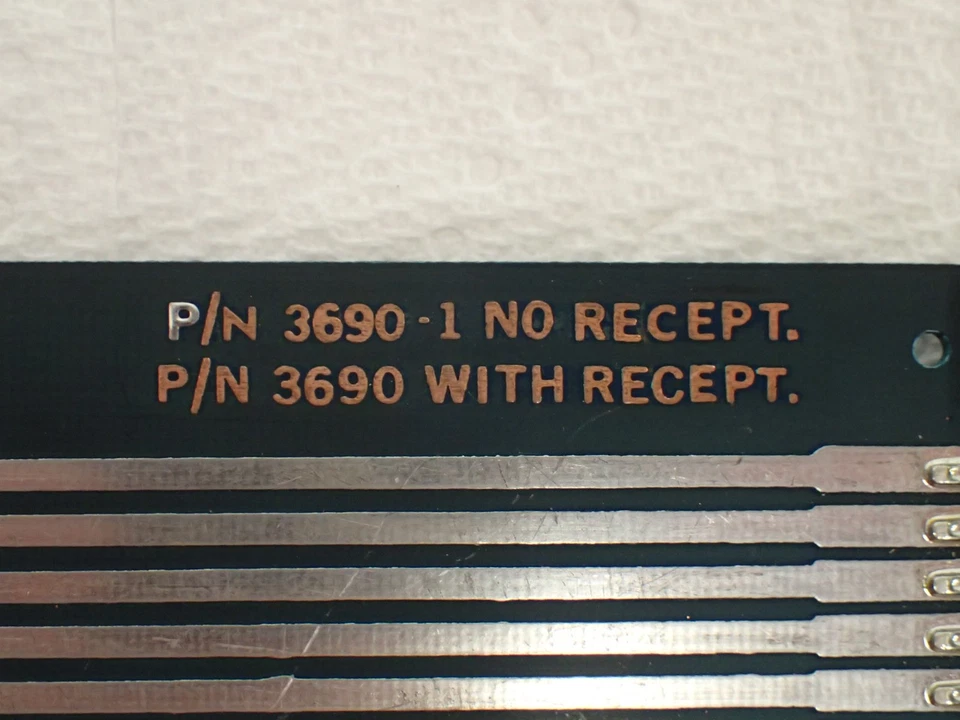 P/N 3690-1 NO RECEPT.
P/N 3690 WITH RECEPT.